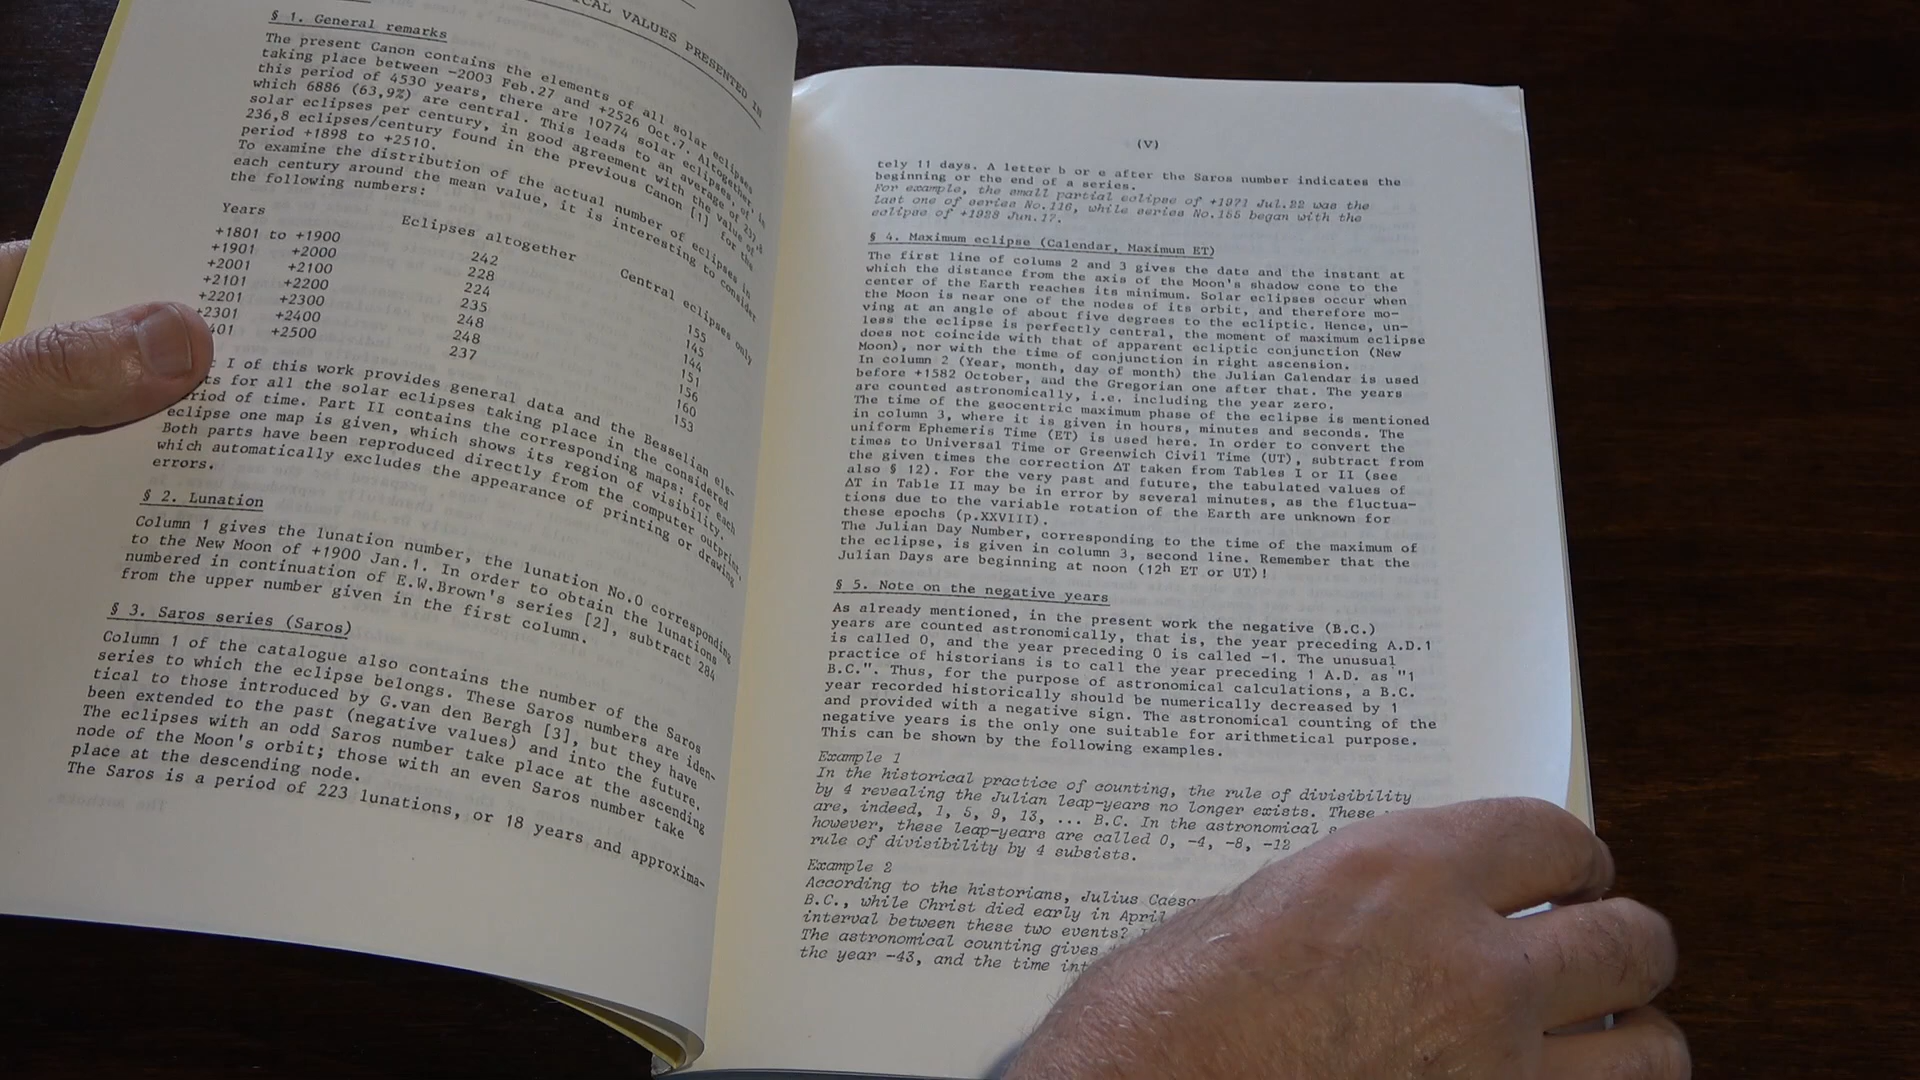 ICAL VALUES PRESENTED IN
§ 1. General remarks
The present Canon contains the elements of all solar eclipses
taking place between -2003 Feb.27 and +2526 Oct.7. Altogether in
this period of 4530 years, there are 10774 solar eclipses, of
which 6886 (63,9%) are central. This leads to an average of 237,8
solar eclipses per century, in good agreement with the value of
236,8 eclipses/century found in the previous Canon [1] for the
period +1898 to +2510.
To examine the distribution of the actual number of eclipses in
each century around the mean value, it is interesting to consider
the following numbers:
Years Eclipses altogether Central eclipses only
+1801 to +1900 242 155
+1901 +2000 228 145
+2001 +2100 224 144
+2101 +2200 235 151
+2201 +2300 248 156
+2301 +2400 248 160
401 +2500 237 153
I of this work provides general data and the Besselian ele-
ts for all the solar eclipses taking place in the considered
riod of time. Part II contains the corresponding maps: for each
eclipse one map is given, which shows its region of visibility.
Both parts have been reproduced directly from the computer outprint,
which automatically excludes the appearance of printing or drawing
errors.
§ 2. Lunation
Column 1 gives the lunation number, the lunation No.0 corresponding
to the New Moon of +1900 Jan.1. In order to obtain the lunations
numbered in continuation of E.W.Brown's series [2], subtract 284
from the upper number given in the first column.
§ 3. Saros series (Saros)
Column 1 of the catalogue also contains the number of the Saros
series to which the eclipse belongs. These Saros numbers are iden-
tical to those introduced by G.van den Bergh [3], but they have
been extended to the past (negative values) and into the future.
The eclipses with an odd Saros number take place at the ascending
node of the Moon's orbit; those with an even Saros number take
place at the descending node.
The Saros is a period of 223 lunations, or 18 years and approxima-
(V)
tely 11 days. A letter b or e after the Saros number indicates the
beginning or the end of a series.
For example, the small partial eclipse of +1971 Jul.22 was the
last one of series No.116, while series No.155 began with the
eclipse of +1928 Jun.17.
§ 4. Maximum eclipse (Calendar, Maximum ET)
The first line of colums 2 and 3 gives the date and the instant at
which the distance from the axis of the Moon's shadow cone to the
center of the Earth reaches its minimum. Solar eclipses occur when
the Moon is near one of the nodes of its orbit, and therefore mo-
ving at an angle of about five degrees to the ecliptic. Hence, un-
less the eclipse is perfectly central, the moment of maximum eclipse
does not coincide with that of apparent ecliptic conjunction (New
Moon), nor with the time of conjunction in right ascension.
In column 2 (Year, month, day of month) the Julian Calendar is used
before +1582 October, and the Gregorian one after that. The years
are counted astronomically, i.e. including the year zero.
The time of the geocentric maximum phase of the eclipse is mentioned
in column 3, where it is given in hours, minutes and seconds. The
uniform Ephemeris Time (ET) is used here. In order to convert the
times to Universal Time or Greenwich Civil Time (UT), subtract from
the given times the correction ΔT taken from Tables I or II (see
also § 12). For the very past and future, the tabulated values of
ΔT in Table II may be in error by several minutes, as the fluctua-
tions due to the variable rotation of the Earth are unknown for
these epochs (p.XXVIII).
The Julian Day Number, corresponding to the time of the maximum of
the eclipse, is given in column 3, second line. Remember that the
Julian Days are beginning at noon (12h ET or UT)!
§ 5. Note on the negative years
As already mentioned, in the present work the negative (B.C.)
years are counted astronomically, that is, the year preceding A.D.1
is called 0, and the year preceding 0 is called -1. The unusual
practice of historians is to call the year preceding 1 A.D. as "1
B.C.". Thus, for the purpose of astronomical calculations, a B.C.
year recorded historically should be numerically decreased by 1
and provided with a negative sign. The astronomical counting of the
negative years is the only one suitable for arithmetical purpose.
This can be shown by the following examples.
Example 1
In the historical practice of counting, the rule of divisibility
by 4 revealing the Julian leap-years no longer exists. These
are, indeed, 1, 5, 9, 13, ... B.C. In the astronomical
however, these leap-years are called 0, -4, -8, -12
rule of divisibility by 4 subsists.
Example 2
According to the historians, Julius Caesar
B.C., while Christ died early in April
interval between these two events?
The astronomical counting gives
the year -43, and the time int